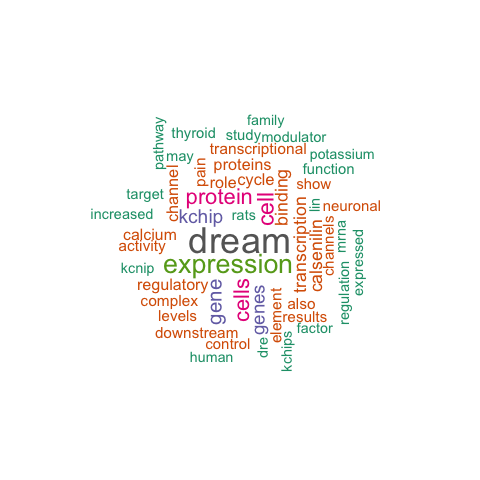 family
pathway
thyroid
study
modulator
transcriptional
may
pain
proteins
potassium
function
channel
role
cycle
binding
show
target
protein
cell
lin
neuronal
increased
kchip
rats
transcription
calsenilin
channels
mrna
expressed
calcium
activity
dream
kcnip
expression
regulation
regulatory
gene
cells
genes
element
complex
also
levels
results
downstream
factor
control
dre
kchips
human